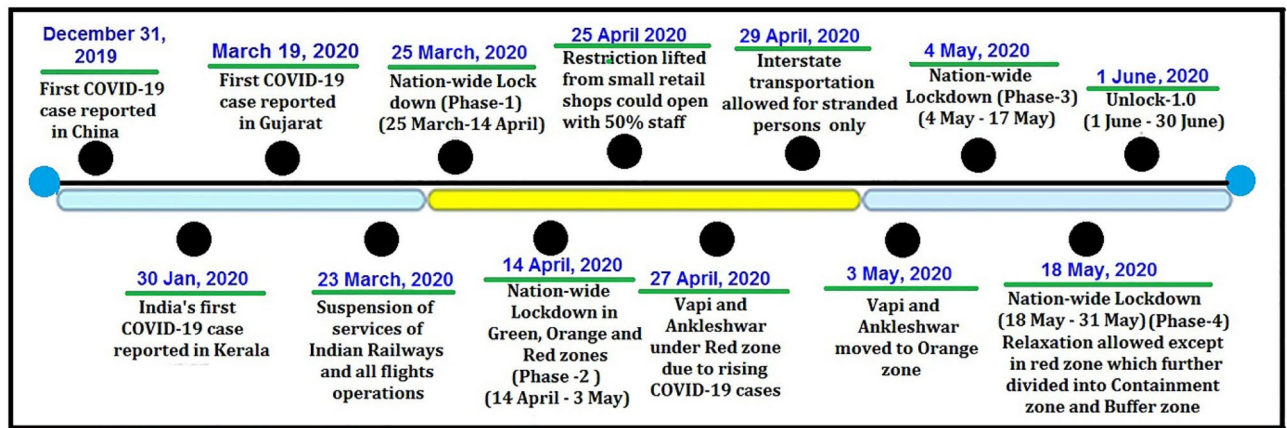 December 31,
2019
First COVID-19
case reported
in China
March 19, 2020
First COVID-19
case reported
in Gujarat
25 March, 2020
Nation-wide Lock
down (Phase-1)
(25 March-14 April)
25 April 2020
Restriction lifted
from small retail
shops could open
with 50% staff
29 April, 2020
Interstate
transportation
allowed for stranded
persons only
4 May, 2020
Nation-wide
Lockdown (Phase-3)
(4 May - 17 May)
1 June, 2020
Unlock-1.0
(1 June - 30 June)
30 Jan, 2020
India's first
COVID-19 case
reported in Kerala
23 March, 2020
Suspension of
services of
Indian Railways
and all flights
operations
14 April, 2020
Nation-wide
Lockdown in
Green, Orange and
Red zones
(Phase -2 )
(14 April - 3 May)
27 April, 2020
Vapi and
Ankleshwar
under Red zone
due to rising
COVID-19 cases
3 May, 2020
Vapi and
Ankleshwar
moved to Orange
zone
18 May, 2020
Nation-wide Lockdown
(18 May - 31 May) (Phase-4)
Relaxation allowed except
in red zone which further
divided into Containment
zone and Buffer zone